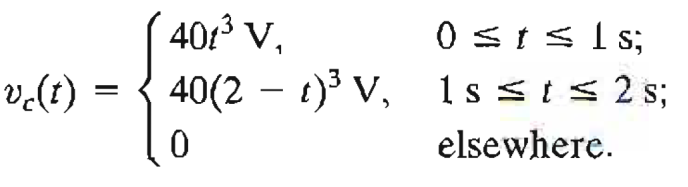 40t³ V, 0 ≤ t ≤ 1 s;
v_c(t) = { 40(2 − t)³ V, 1 s ≤ t ≤ 2 s;
0 elsewhere.